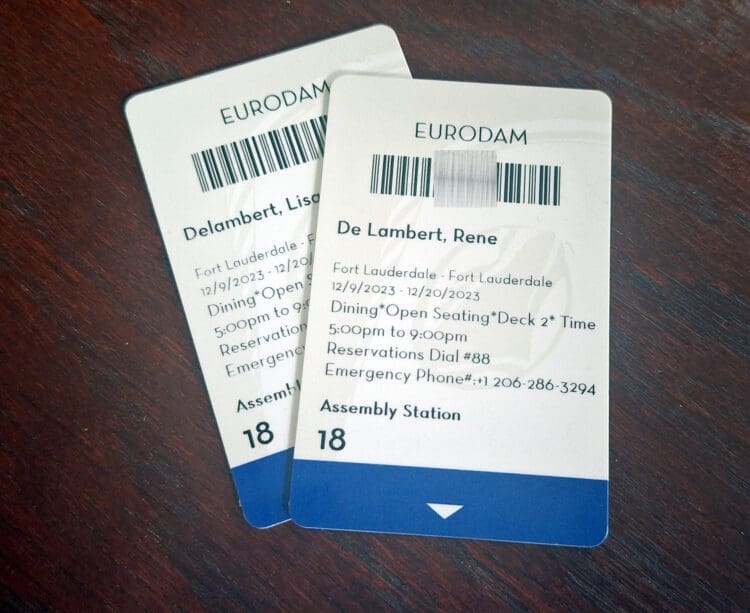 EURODAM
Delambert, Lisa
Fort Lauderdale - F
12/9/2023 - 12/20/
Dining*Open S
5:00pm to 9:
Reservation
Emergenc
Assembl
18
EURODAM
De Lambert, Rene
Fort Lauderdale - Fort Lauderdale
12/9/2023 - 12/20/2023
Dining*Open Seating*Deck 2* Time
5:00pm to 9:00pm
Reservations Dial #88
Emergency Phone#:+1 206-286-3294
Assembly Station
18